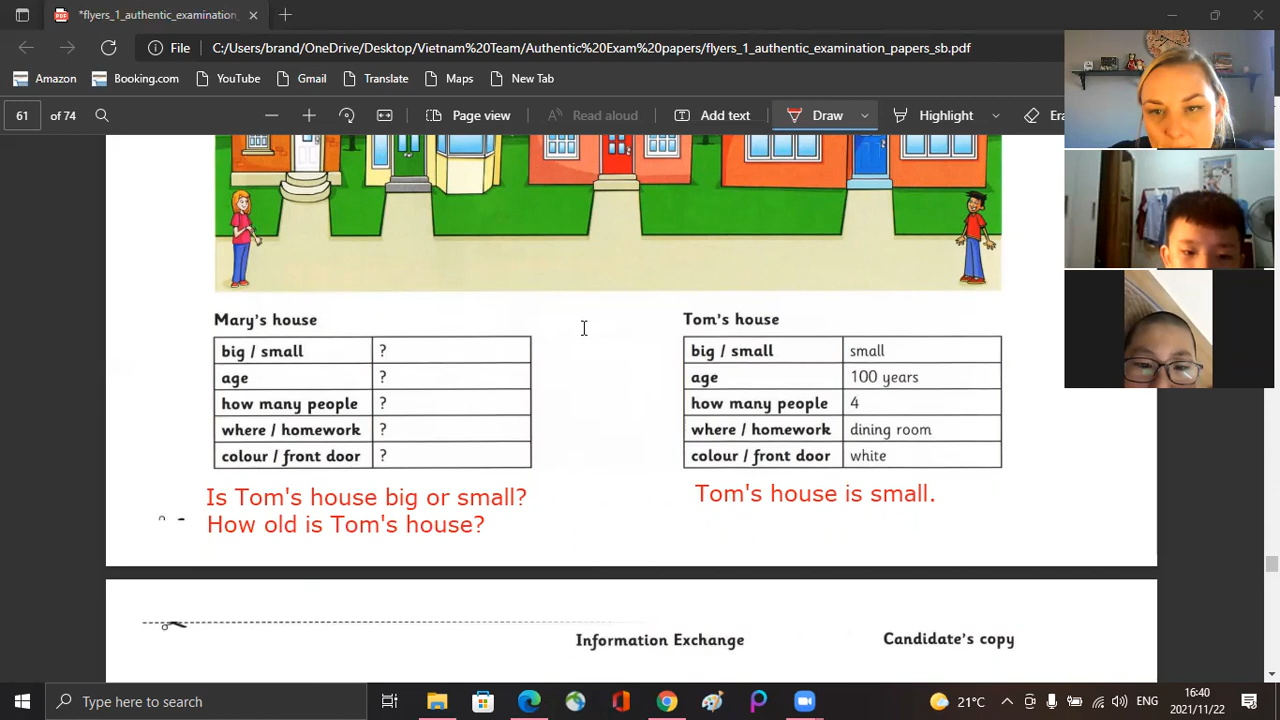 *flyers_1_authentic_examination_
File
C:/Users/brand/OneDrive/Desktop/Vietnam%20Team/Authentic%20Exam%20papers/flyers_1_authentic_examination_papers_sb.pdf
Amazon Booking.com YouTube Gmail Translate Maps New Tab
61 of 74 Page view Read aloud Add text Draw Highlight Era
Mary's house
big / small ?
age ?
how many people ?
where / homework ?
colour / front door ?
Tom's house
big / small small
age 100 years
how many people 4
where / homework dining room
colour / front door white
Is Tom's house big or small?
How old is Tom's house?
Tom's house is small.
Information Exchange
Candidate's copy
Type here to search
21°C
ENG
16:40
2021/11/22